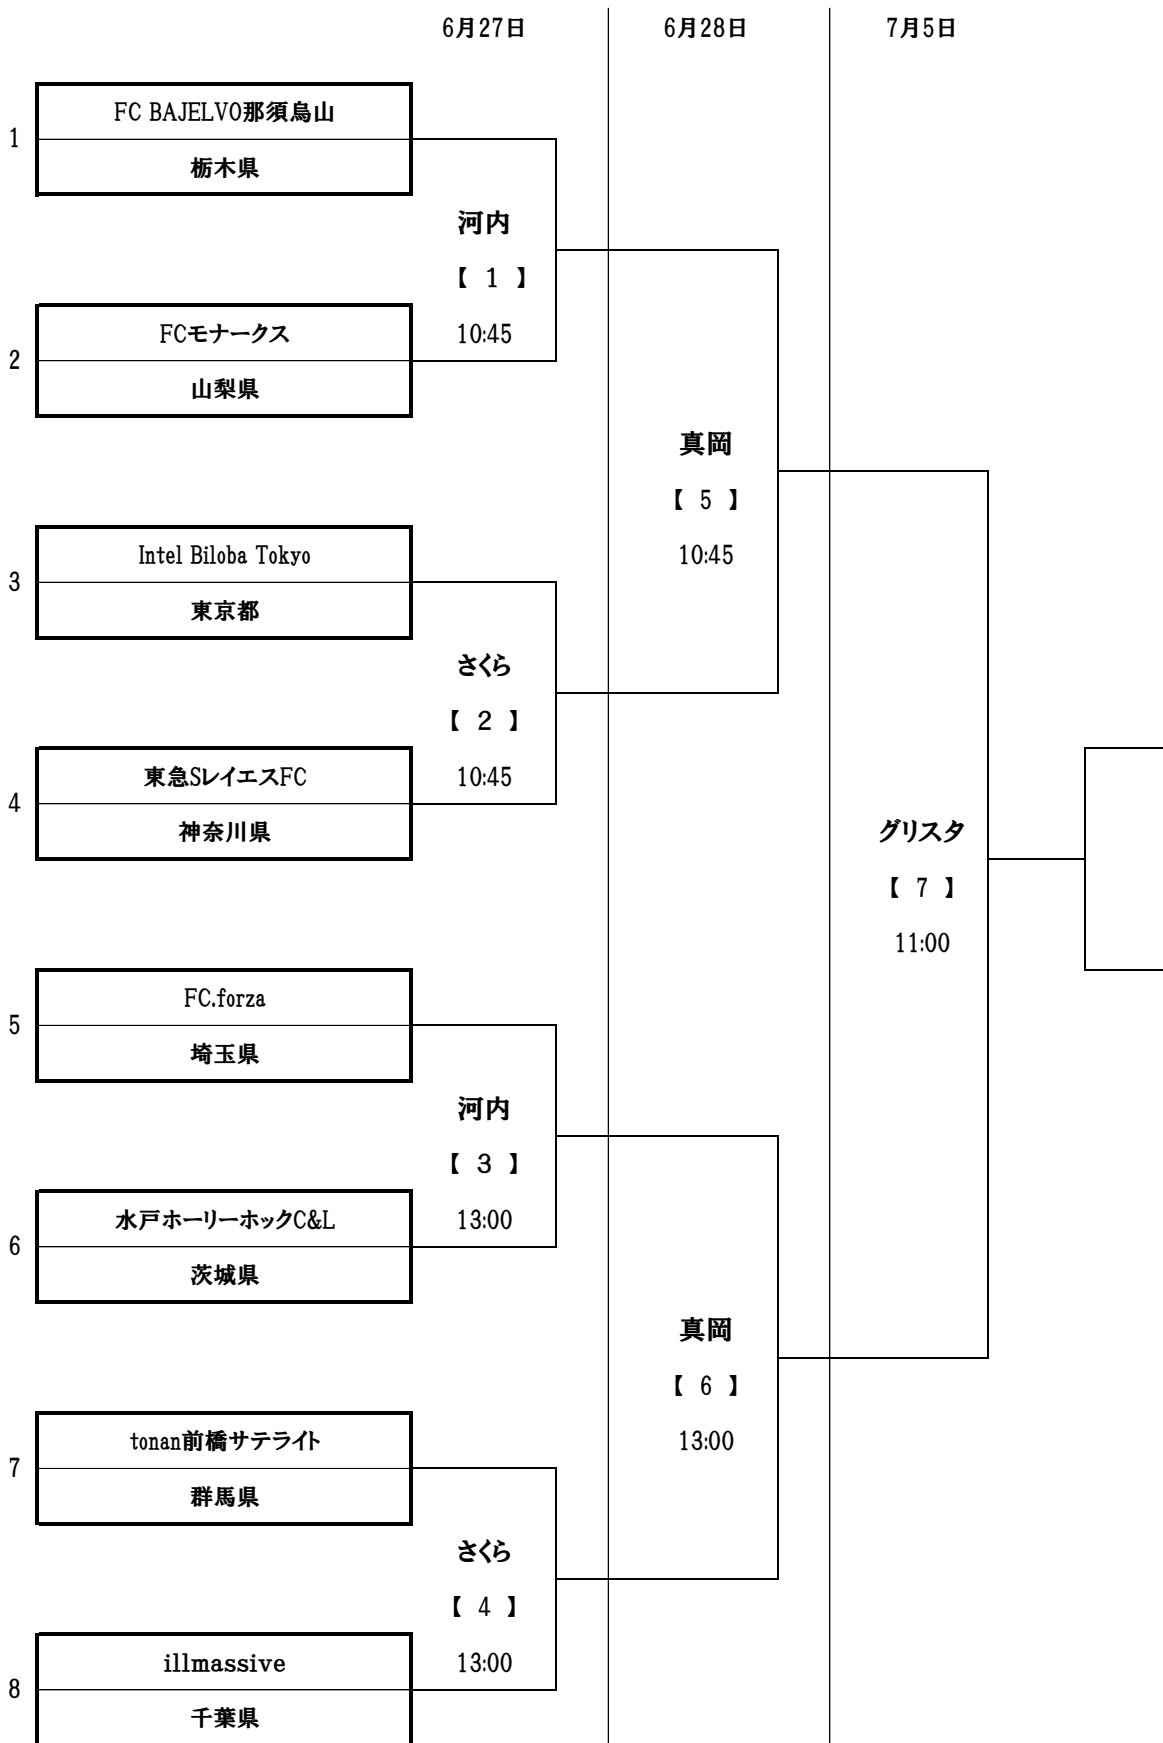 6月27日
6月28日
7月5日
1
FC BAJELVO那須烏山
栃木県
河内
【 1 】
10:45
2
FCモナークス
山梨県
真岡
【 5 】
10:45
3
Intel Biloba Tokyo
東京都
さくら
【 2 】
10:45
4
東急SレイエスFC
神奈川県
グリスタ
【 7 】
11:00
5
FC.forza
埼玉県
河内
【 3 】
13:00
6
水戸ホーリーホックC&L
茨城県
真岡
【 6 】
13:00
7
tonan前橋サテライト
群馬県
さくら
【 4 】
13:00
8
illmassive
千葉県